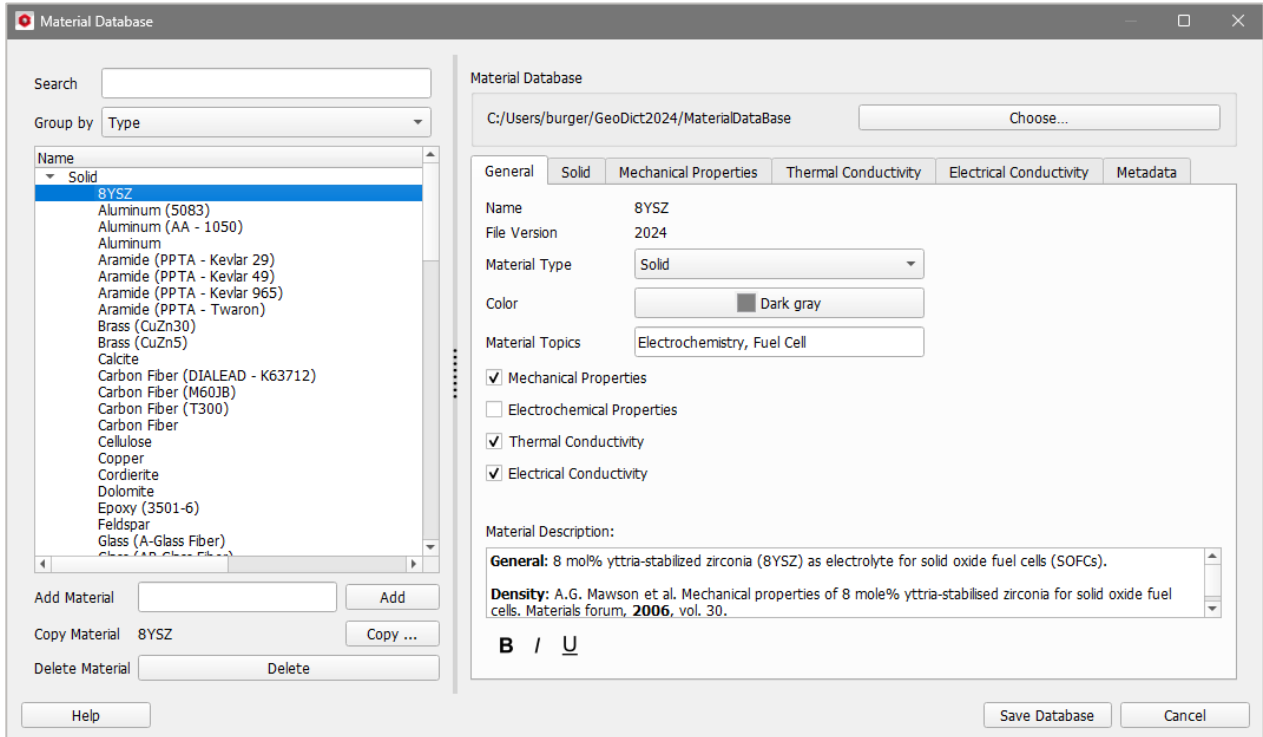 Material Database
Search
Group by Type
Name
Solid
8YSZ
Aluminum (5083)
Aluminum (AA - 1050)
Aluminum
Aramide (PPTA - Kevlar 29)
Aramide (PPTA - Kevlar 49)
Aramide (PPTA - Kevlar 965)
Aramide (PPTA - Twaron)
Brass (CuZn30)
Brass (CuZn5)
Calcite
Carbon Fiber (DIALEAD - K63712)
Carbon Fiber (M60JB)
Carbon Fiber (T300)
Carbon Fiber
Cellulose
Copper
Cordierite
Dolomite
Epoxy (3501-6)
Feldspar
Glass (A-Glass Fiber)
Glass (AR-Glass Fiber)
Add Material Add
Copy Material 8YSZ Copy ...
Delete Material Delete
Help
Material Database
C:/Users/burger/GeoDict2024/MaterialDataBase Choose...
General Solid Mechanical Properties Thermal Conductivity Electrical Conductivity Metadata
Name 8YSZ
File Version 2024
Material Type Solid
Color Dark gray
Material Topics Electrochemistry, Fuel Cell
Mechanical Properties
Electrochemical Properties
Thermal Conductivity
Electrical Conductivity
Material Description:
General: 8 mol% yttria-stabilized zirconia (8YSZ) as electrolyte for solid oxide fuel cells (SOFCs).
Density: A.G. Mawson et al. Mechanical properties of 8 mole% yttria-stabilised zirconia for solid oxide fuel
cells. Materials forum, 2006, vol. 30.
B I U
Save Database Cancel